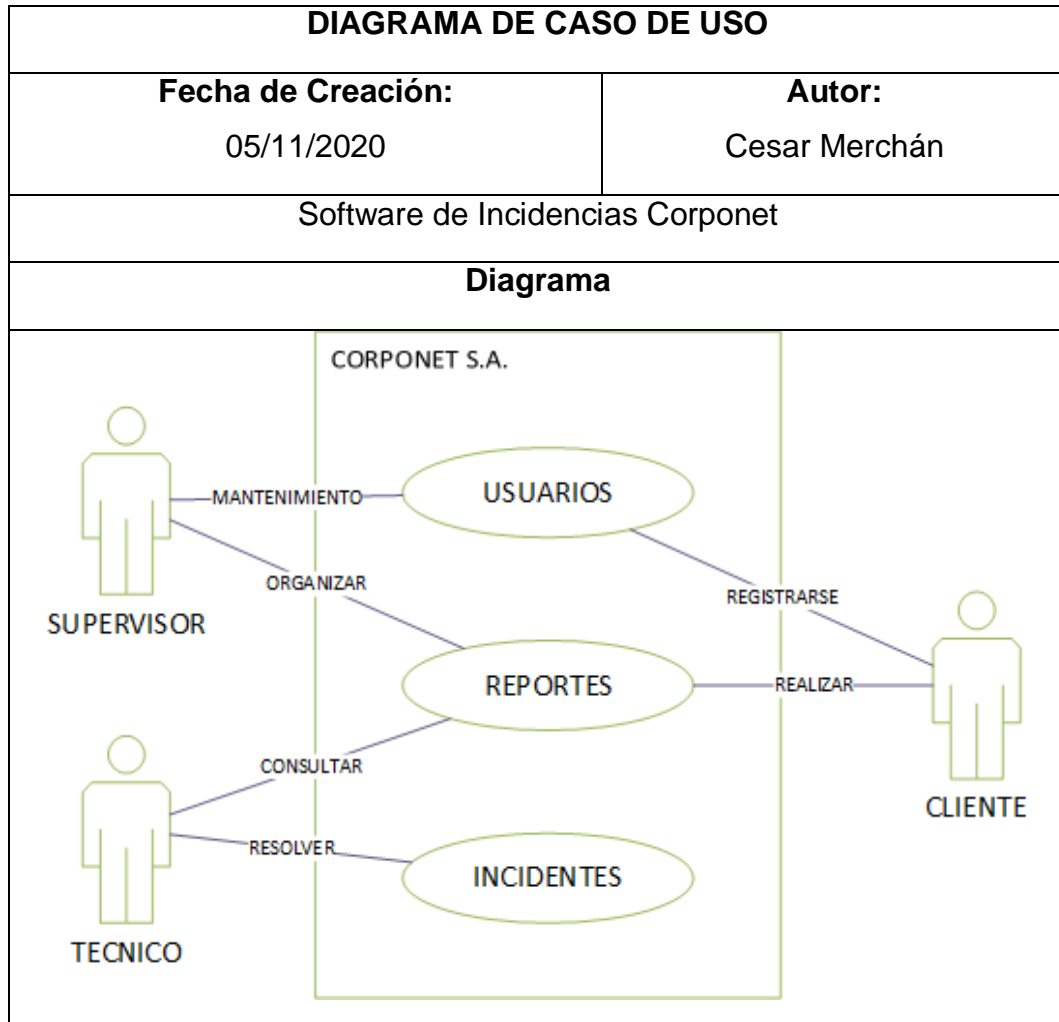 DIAGRAMA DE CASO DE USO
Fecha de Creación:
05/11/2020
Autor:
Cesar Merchán
Software de Incidencias Corponet
Diagrama
CORPONET S.A.
MANTENIMIENTO
USUARIOS
ORGANIZAR
REGISTRARSE
SUPERVISOR
REPORTES
REALIZAR
CONSULTAR
CLIENTE
RESOLVER
INCIDENTES
TECNICO